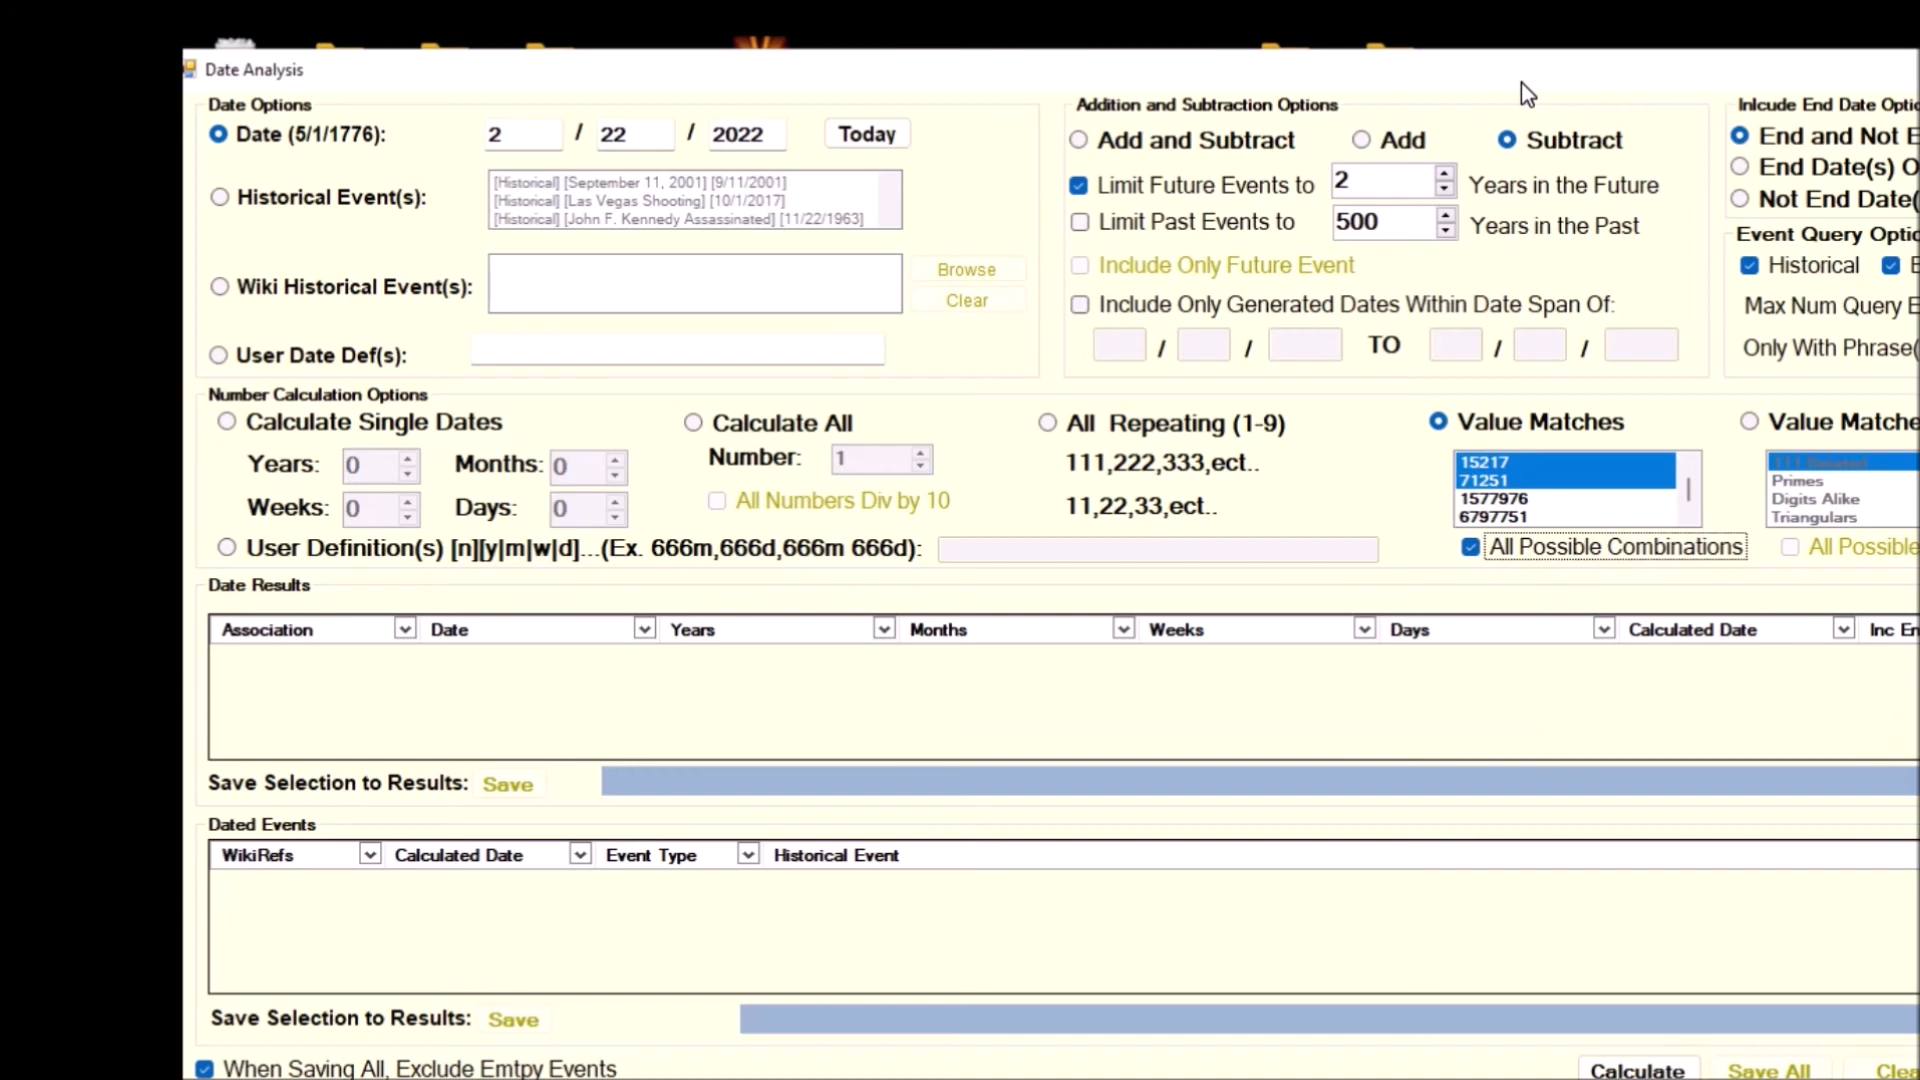 Date Analysis
Date Options
Date (5/1/1776): 2 / 22 / 2022 Today
Historical Event(s):
[Historical] [September 11, 2001] [9/11/2001]
[Historical] [Las Vegas Shooting] [10/1/2017]
[Historical] [John F. Kennedy Assassinated] [11/22/1963]
Wiki Historical Event(s):
Browse
Clear
User Date Def(s):
Addition and Subtraction Options
Add and Subtract Add Subtract
Limit Future Events to 2 Years in the Future
Limit Past Events to 500 Years in the Past
Include Only Future Event
Include Only Generated Dates Within Date Span Of:
/ / TO / /
Inlcude End Date Optio
End and Not E
End Date(s) O
Not End Date(
Event Query Optio
Historical E
Max Num Query E
Only With Phrase(
Number Calculation Options
Calculate Single Dates
Years: 0 Months: 0
Weeks: 0 Days: 0
Calculate All
Number: 1
All Numbers Div by 10
All Repeating (1-9)
111,222,333,ect..
11,22,33,ect..
Value Matches
15217
71251
1577976
6797751
All Possible Combinations
Value Matche
Primes
Digits Alike
Triangulars
All Possible
User Definition(s) [n][y|m|w|d]...(Ex. 666m,666d,666m 666d):
Date Results
Association Date Years Months Weeks Days Calculated Date Inc En
Save Selection to Results: Save
Dated Events
WikiRefs Calculated Date Event Type Historical Event
Save Selection to Results: Save
When Saving All, Exclude Emtpy Events
Calculate Save All Clea